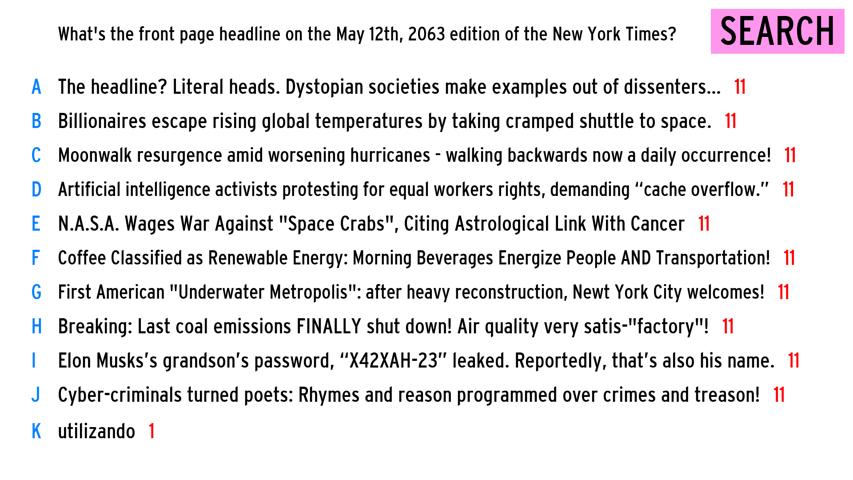 What's the front page headline on the May 12th, 2063 edition of the New York Times?
SEARCH
A The headline? Literal heads. Dystopian societies make examples out of dissenters... 11
B Billionaires escape rising global temperatures by taking cramped shuttle to space. 11
C Moonwalk resurgence amid worsening hurricanes - walking backwards now a daily occurrence! 11
D Artificial intelligence activists protesting for equal workers rights, demanding “cache overflow.” 11
E N.A.S.A. Wages War Against "Space Crabs", Citing Astrological Link With Cancer 11
F Coffee Classified as Renewable Energy: Morning Beverages Energize People AND Transportation! 11
G First American "Underwater Metropolis": after heavy reconstruction, Newt York City welcomes! 11
H Breaking: Last coal emissions FINALLY shut down! Air quality very satis-"factory"! 11
I Elon Musks’s grandson’s password, “X42XAH-23” leaked. Reportedly, that’s also his name. 11
J Cyber-criminals turned poets: Rhymes and reason programmed over crimes and treason! 11
K utilizando 1